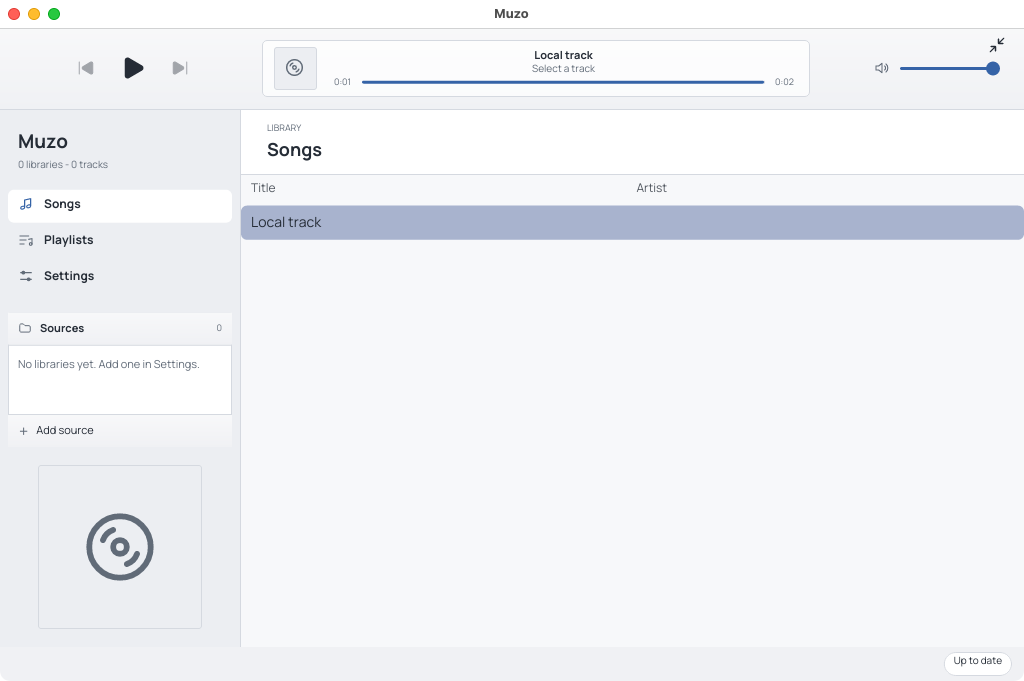 Muzo
Local track
Select a track
0:01
0:02
Muzo
0 libraries - 0 tracks
Songs
Playlists
Settings
Sources
0
No libraries yet. Add one in Settings.
Add source
LIBRARY
Songs
Title
Artist
Local track
Up to date